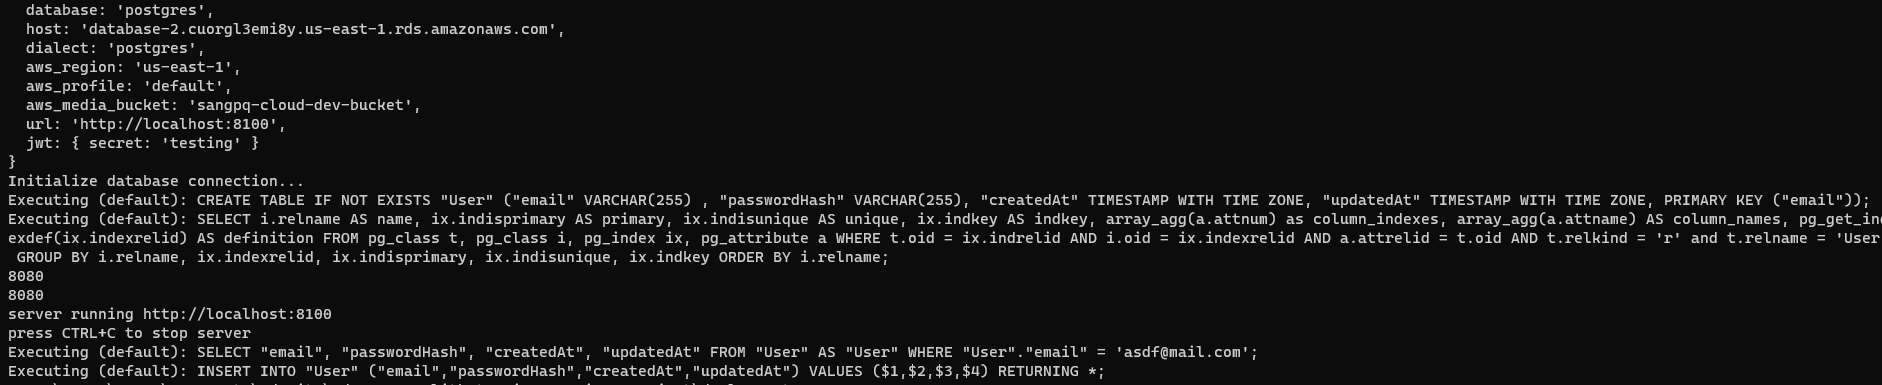 database: 'postgres',
host: 'database-2.cuorgl3emi8y.us-east-1.rds.amazonaws.com',
dialect: 'postgres',
aws_region: 'us-east-1',
aws_profile: 'default',
aws_media_bucket: 'sangpq-cloud-dev-bucket',
url: 'http://localhost:8100',
jwt: { secret: 'testing' }
}
Initialize database connection...
Executing (default): CREATE TABLE IF NOT EXISTS "User" ("email" VARCHAR(255) , "passwordHash" VARCHAR(255), "createdAt" TIMESTAMP WITH TIME ZONE, "updatedAt" TIMESTAMP WITH TIME ZONE, PRIMARY KEY ("email"));
Executing (default): SELECT i.relname AS name, ix.indisprimary AS primary, ix.indisunique AS unique, ix.indkey AS indkey, array_agg(a.attnum) as column_indexes, array_agg(a.attname) AS column_names, pg_get_ind
exdef(ix.indexrelid) AS definition FROM pg_class t, pg_class i, pg_index ix, pg_attribute a WHERE t.oid = ix.indrelid AND i.oid = ix.indexrelid AND a.attrelid = t.oid AND t.relkind = 'r' and t.relname = 'User
GROUP BY i.relname, ix.indexrelid, ix.indisprimary, ix.indisunique, ix.indkey ORDER BY i.relname;
8080
8080
server running http://localhost:8100
press CTRL+C to stop server
Executing (default): SELECT "email", "passwordHash", "createdAt", "updatedAt" FROM "User" AS "User" WHERE "User"."email" = 'asdf@mail.com';
Executing (default): INSERT INTO "User" ("email","passwordHash","createdAt","updatedAt") VALUES ($1,$2,$3,$4) RETURNING *;